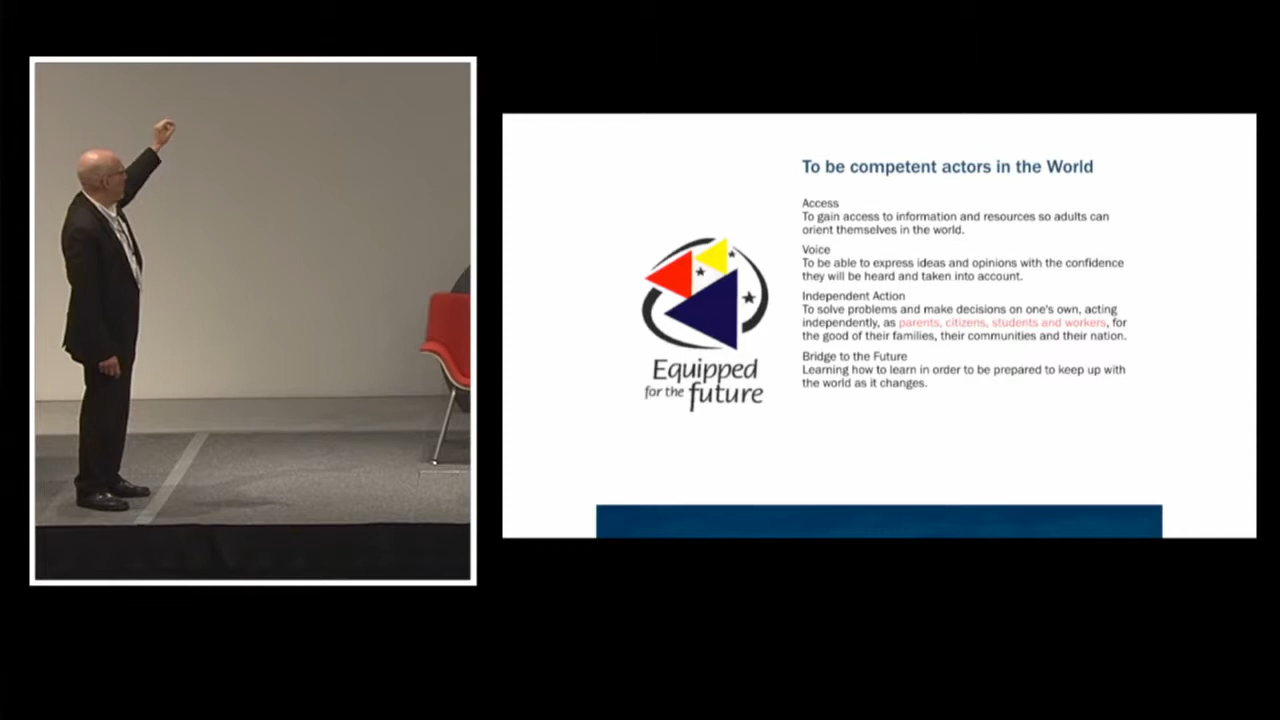 To be competent actors in the World
Access
To gain access to information and resources so adults can
orient themselves in the world.
Voice
To be able to express ideas and opinions with the confidence
they will be heard and taken into account.
Independent Action
To solve problems and make decisions on one's own, acting
independently, as parents, citizens, students and workers, for
the good of their families, their communities and their nation.
Bridge to the Future
Learning how to learn in order to be prepared to keep up with
the world as it changes.
Equipped
for the future